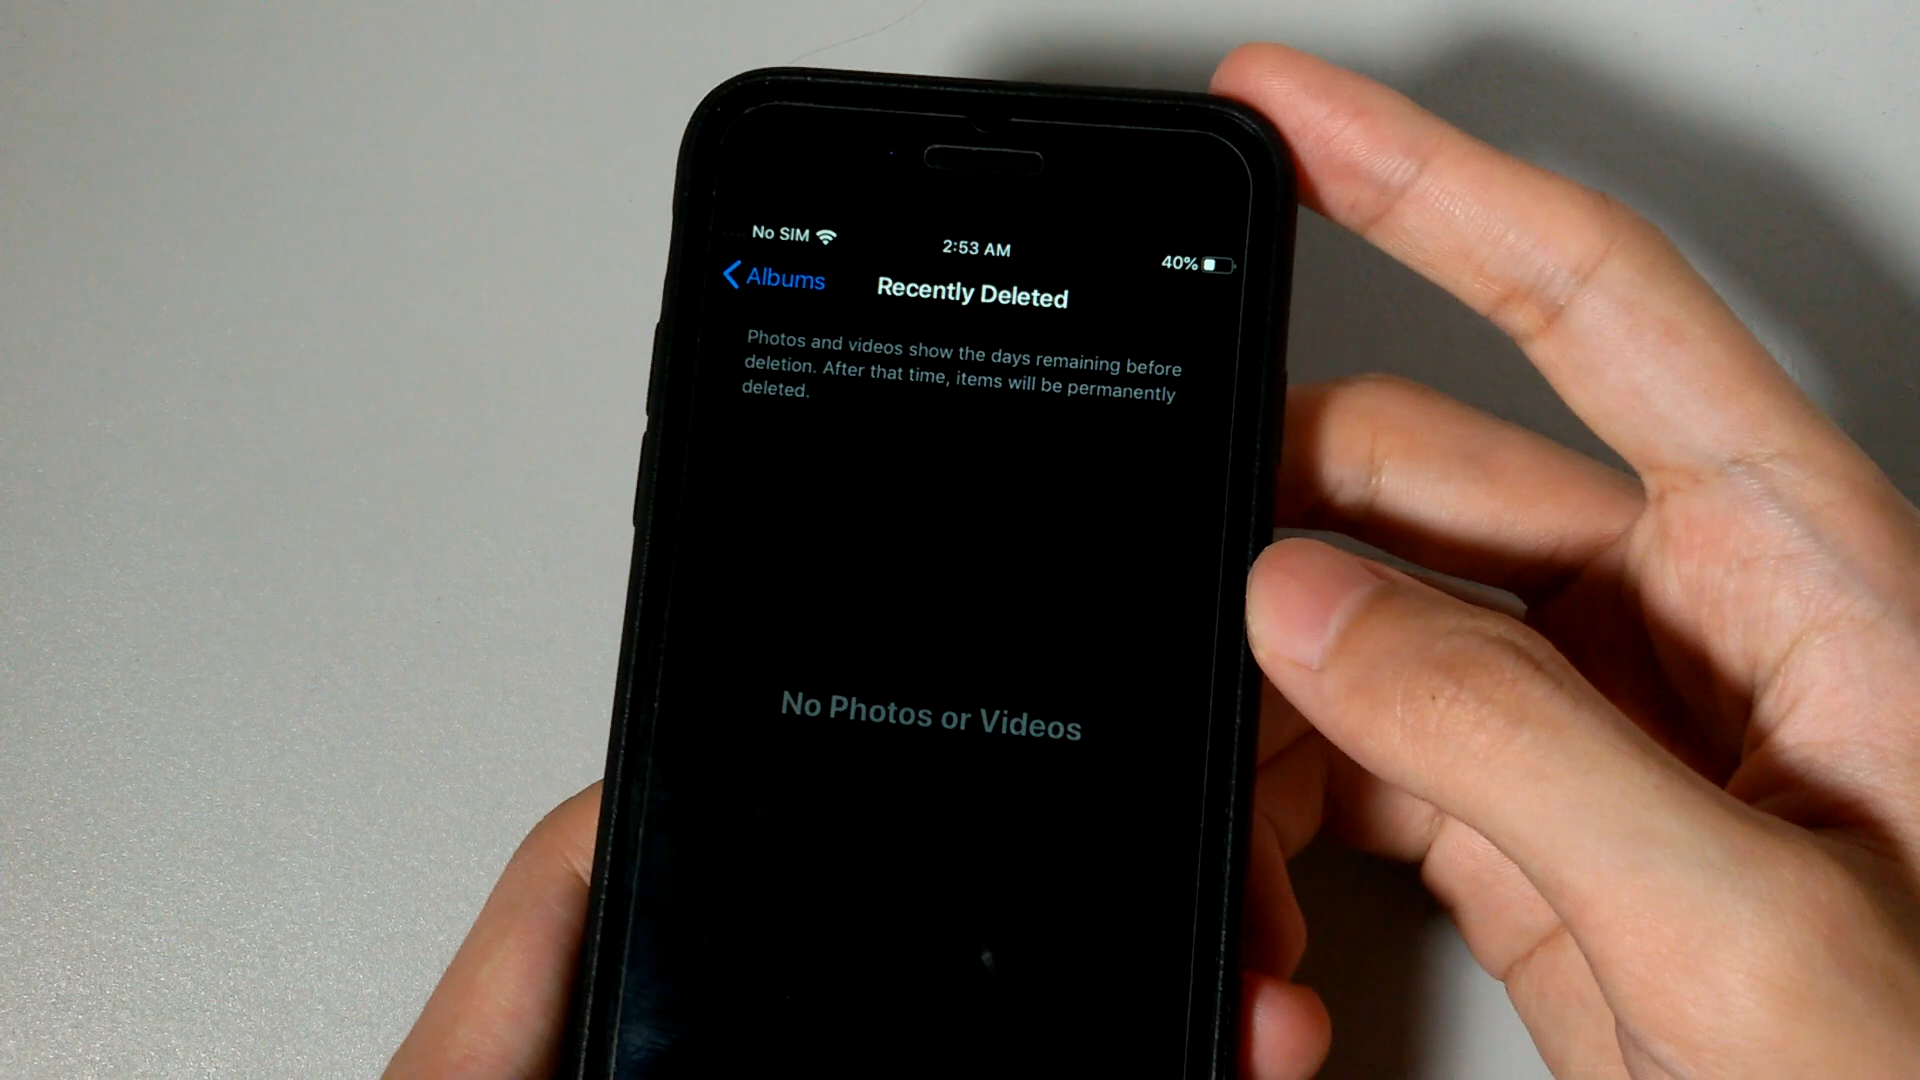 No SIM
2:53 AM
40%
Albums
Recently Deleted
Photos and videos show the days remaining before
deletion. After that time, items will be permanently
deleted.
No Photos or Videos